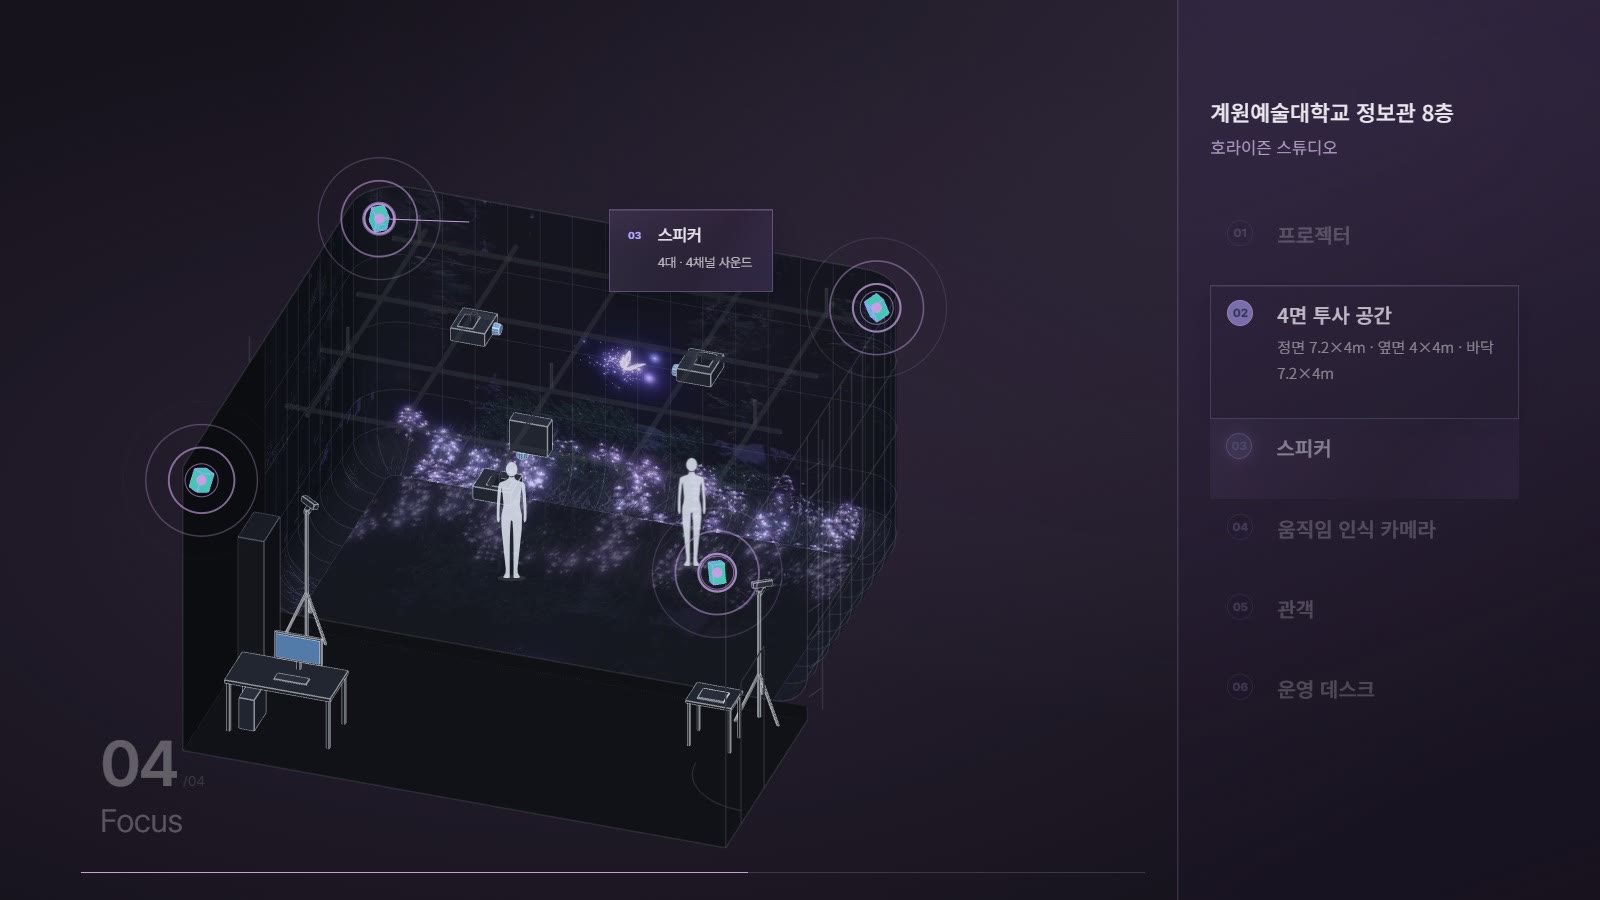 계원예술대학교 정보관 8층
호라이즌 스튜디오
03 스피커
4대 · 4채널 사운드
01 프로젝터
02 4면 투사 공간
정면 7.2×4m · 옆면 4×4m · 바닥
7.2×4m
03 스피커
04 움직임 인식 카메라
05 관객
06 운영 데스크
04 /04
Focus